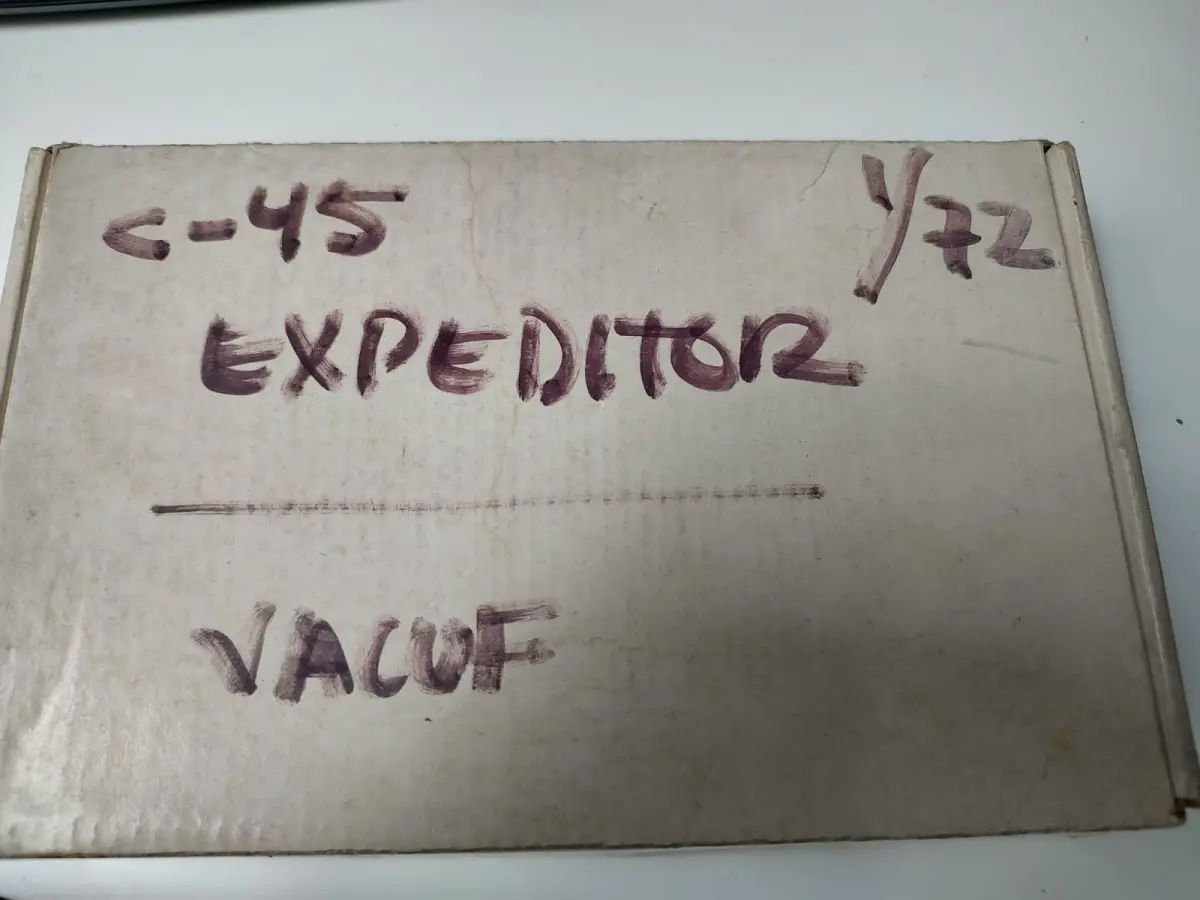 C-45 1/72
EXPEDITOR
VACUF